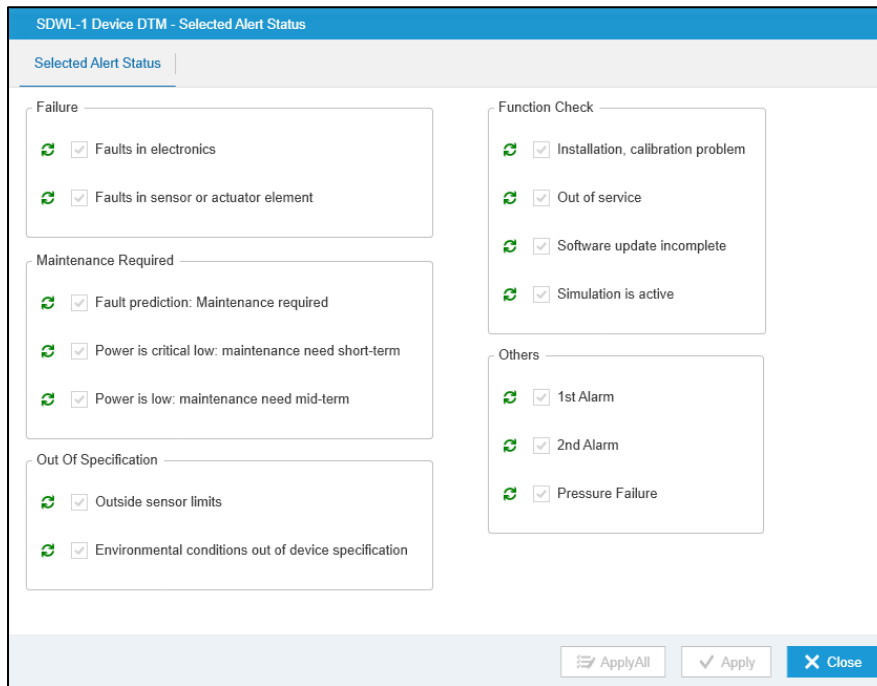 SDWL-1 Device DTM - Selected Alert Status
Selected Alert Status
Failure
Faults in electronics
Faults in sensor or actuator element
Maintenance Required
Fault prediction: Maintenance required
Power is critical low: maintenance need short-term
Power is low: maintenance need mid-term
Out Of Specification
Outside sensor limits
Environmental conditions out of device specification
Function Check
Installation, calibration problem
Out of service
Software update incomplete
Simulation is active
Others
1st Alarm
2nd Alarm
Pressure Failure
ApplyAll
Apply
Close